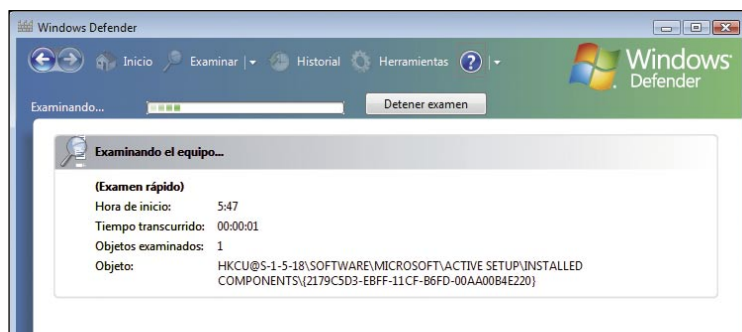 Windows Defender
Inicio Examinar Historial Herramientas ?
Windows
Defender
Examinando... Detener examen
Examinando el equipo...
(Examen rápido)
Hora de inicio: 5:47
Tiempo transcurrido: 00:00:01
Objetos examinados: 1
Objeto: HKCU@S-1-5-18\SOFTWARE\MICROSOFT\ACTIVE SETUP\INSTALLED
COMPONENTS\{2179C5D3-EBFF-11CF-B6FD-00AA00B4E220}